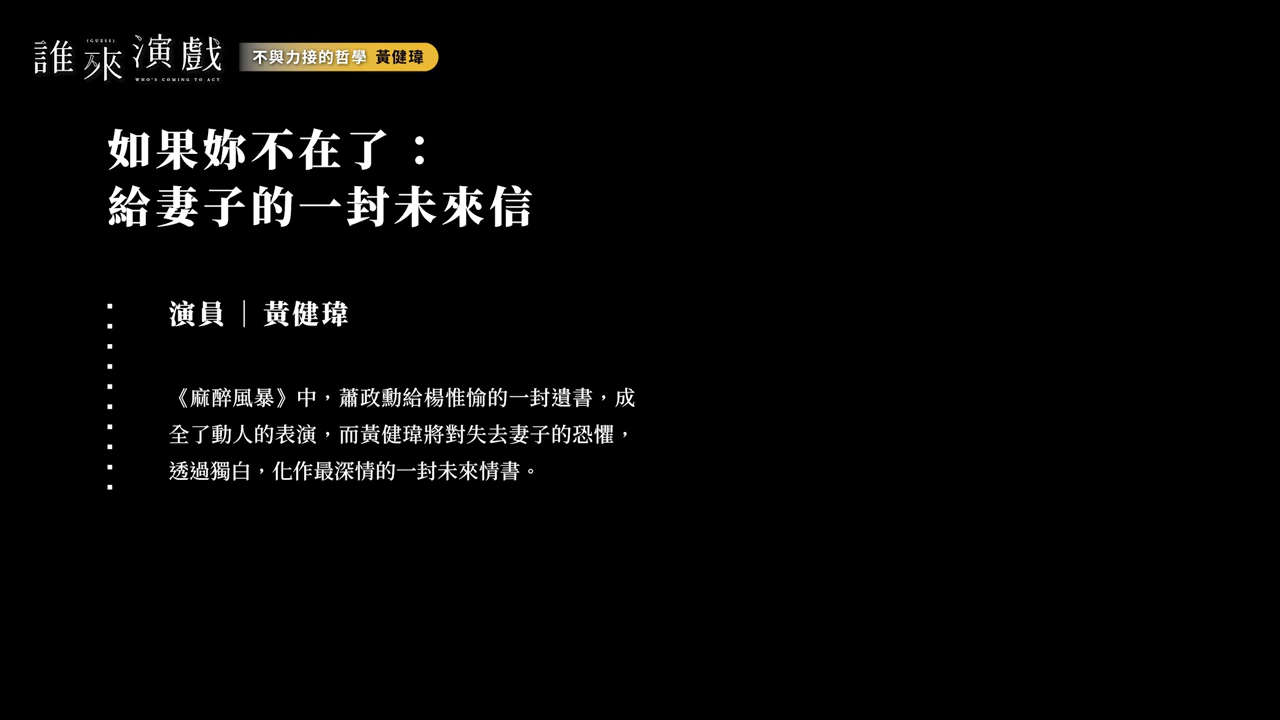 誰來演戲
(GUESS)
WHO'S COMING TO ACT
不與力接的哲學 黃健瑋
如果妳不在了：
給妻子的一封未來信
演員｜黃健瑋
《麻醉風暴》中，蕭政勳給楊惟愉的一封遺書，成
全了動人的表演，而黃健瑋將對失去妻子的恐懼，
透過獨白，化作最深情的一封未來情書。